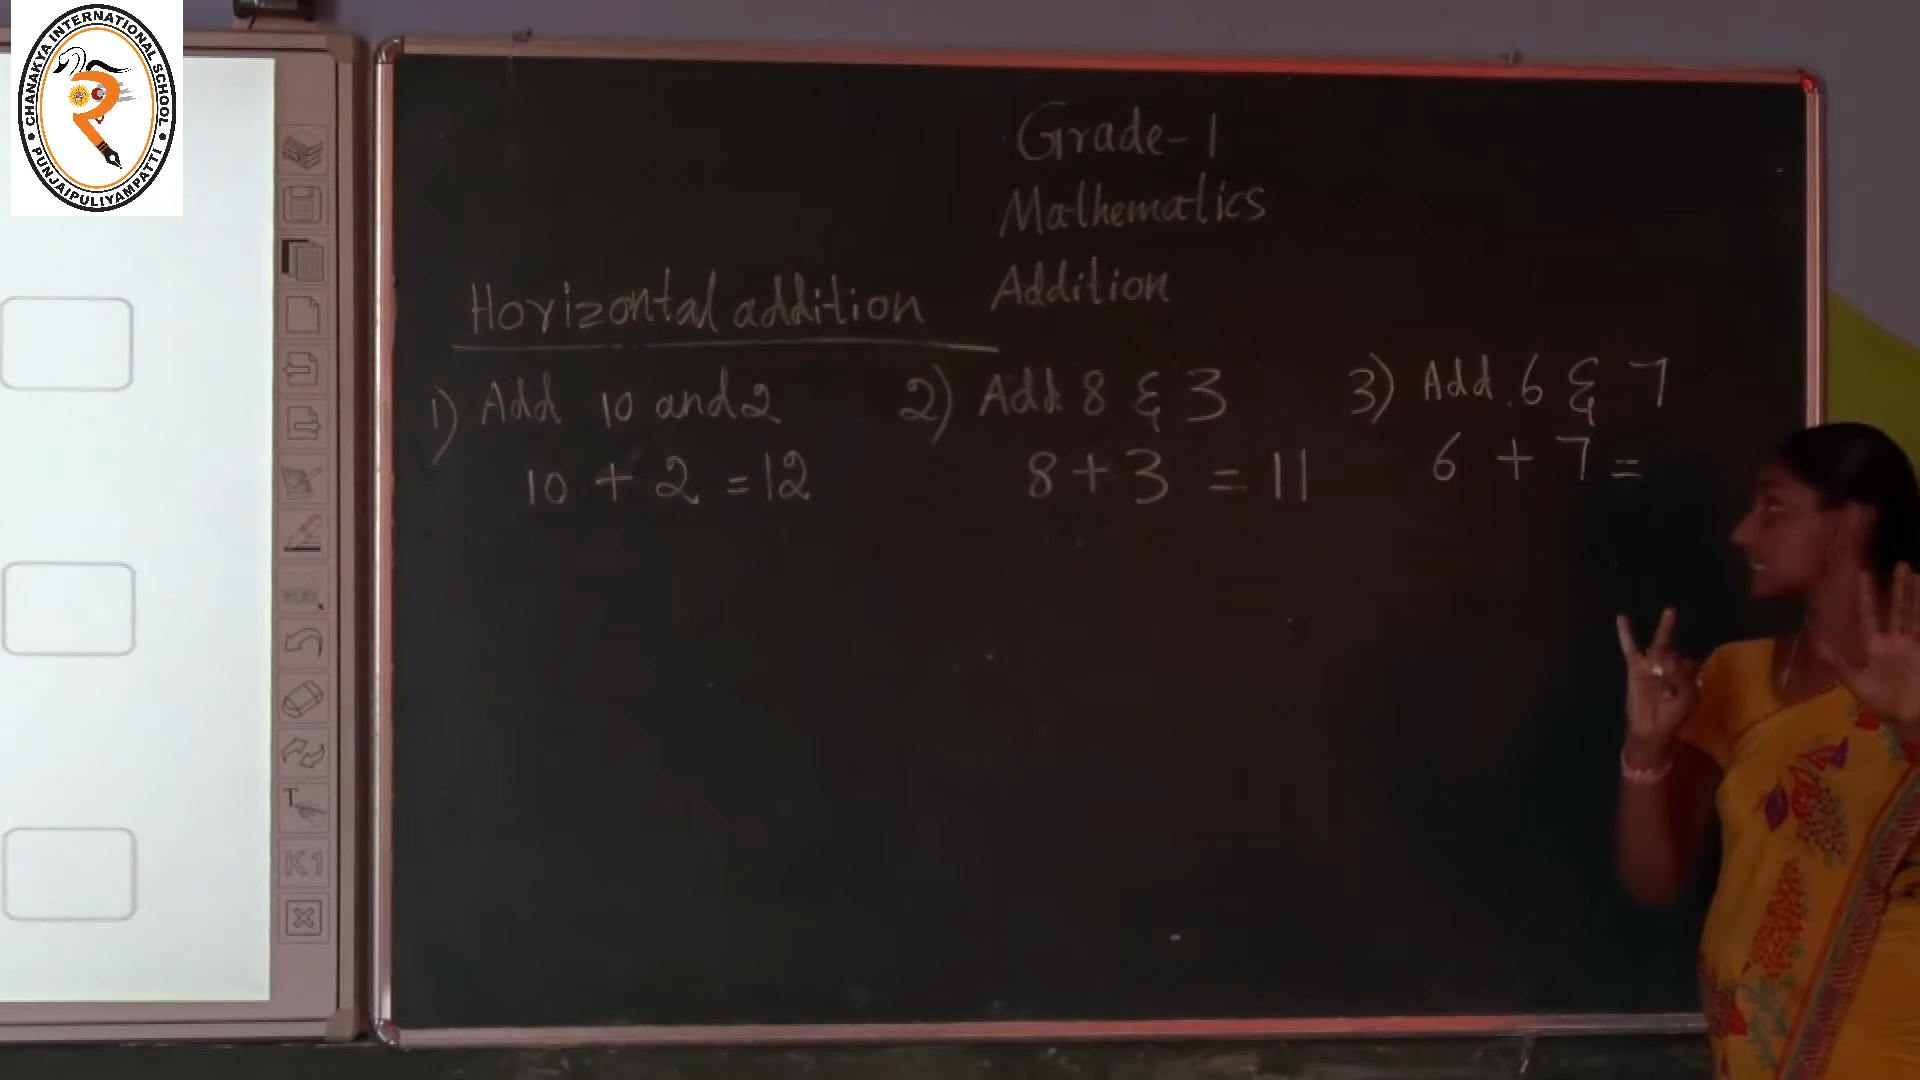 CHANAKYA INTERNATIONAL SCHOOL
PUNJAIPULIYAMPATTI
Grade-1
Mathematics
Addition
Horizontal addition
1) Add 10 and 2
10 + 2 = 12
2) Add 8 & 3
8 + 3 = 11
3) Add 6 & 7
6 + 7 =
T
K1